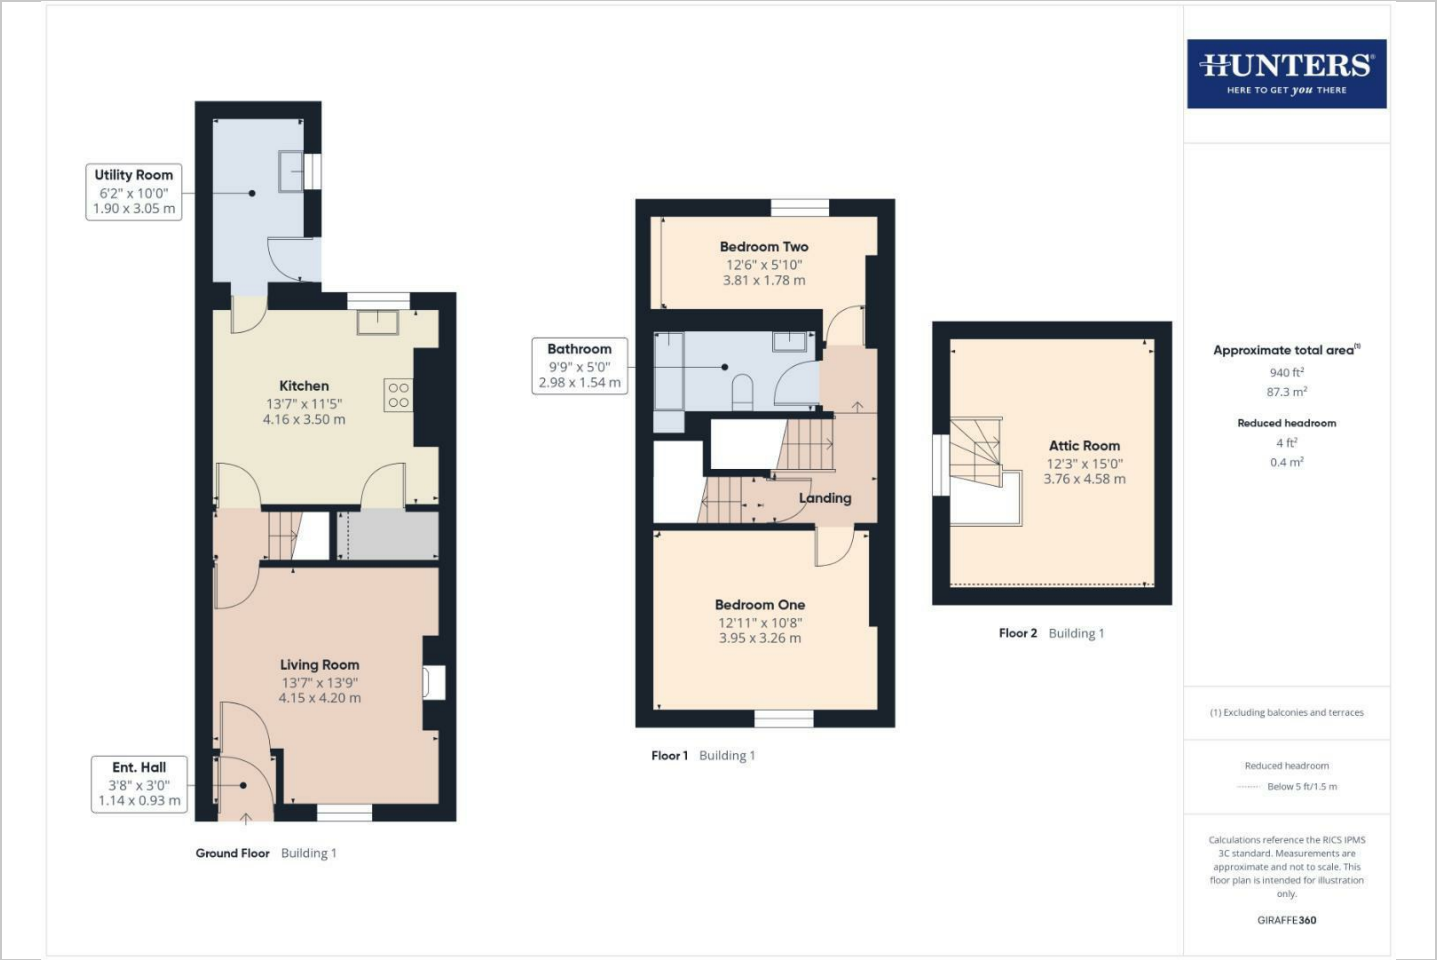 HUNTERS®
HERE TO GET you THERE
Utility Room
6'2" x 10'0"
1.90 x 3.05 m
Kitchen
13'7" x 11'5"
4.16 x 3.50 m
Living Room
13'7" x 13'9"
4.15 x 4.20 m
Ent. Hall
3'8" x 3'0"
1.14 x 0.93 m
Ground Floor Building 1
Bedroom Two
12'6" x 5'10"
3.81 x 1.78 m
Bathroom
9'9" x 5'0"
2.98 x 1.54 m
Landing
Bedroom One
12'11" x 10'8"
3.95 x 3.26 m
Floor 1 Building 1
Attic Room
12'3" x 15'0"
3.76 x 4.58 m
Floor 2 Building 1
Approximate total area(1)
940 ft²
87.3 m²
Reduced headroom
4 ft²
0.4 m²
(1) Excluding balconies and terraces
Reduced headroom
Below 5 ft/1.5 m
Calculations reference the RICS IPMS
3C standard. Measurements are
approximate and not to scale. This
floor plan is intended for illustration
only.
GIRAFFE360